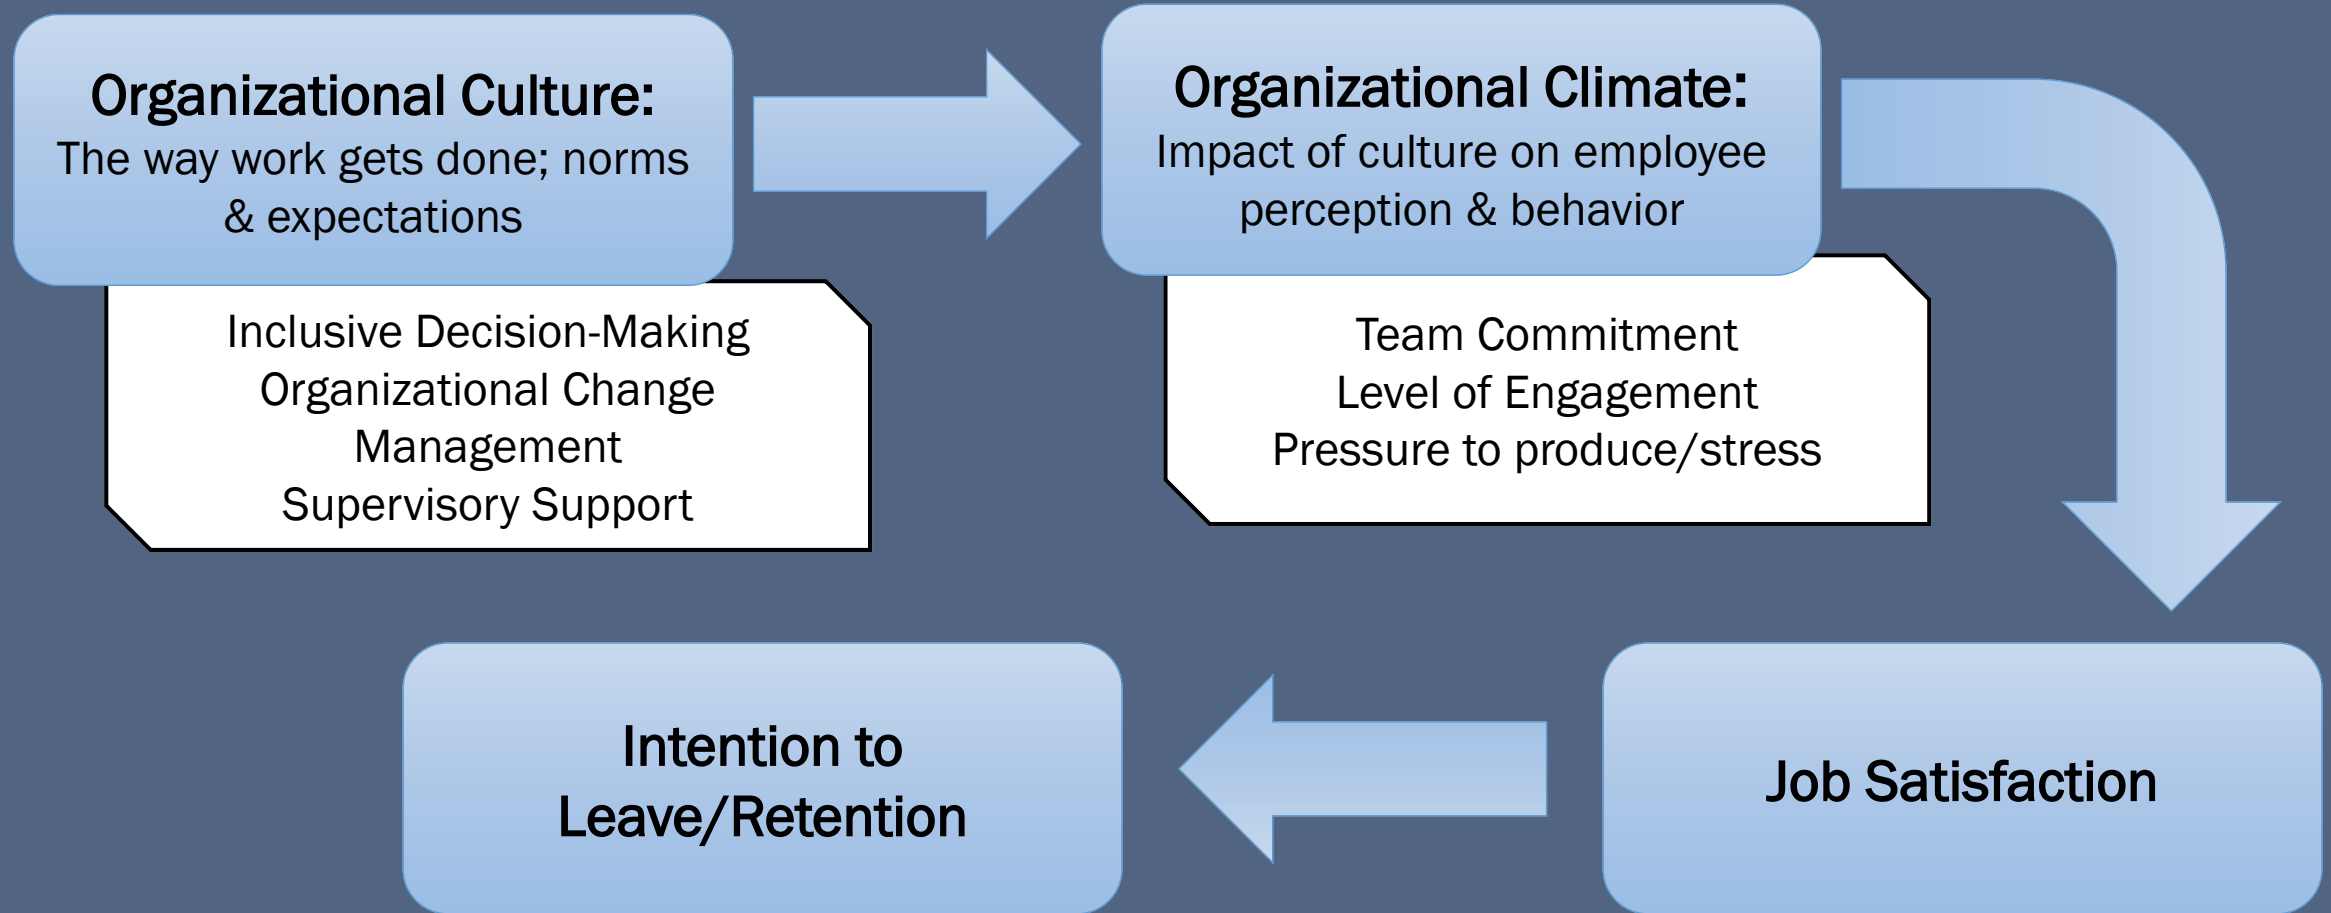 Organizational Culture:
The way work gets done; norms
& expectations
Inclusive Decision-Making
Organizational Change
Management
Supervisory Support
Organizational Climate:
Impact of culture on employee
perception & behavior
Team Commitment
Level of Engagement
Pressure to produce/stress
Job Satisfaction
Intention to
Leave/Retention